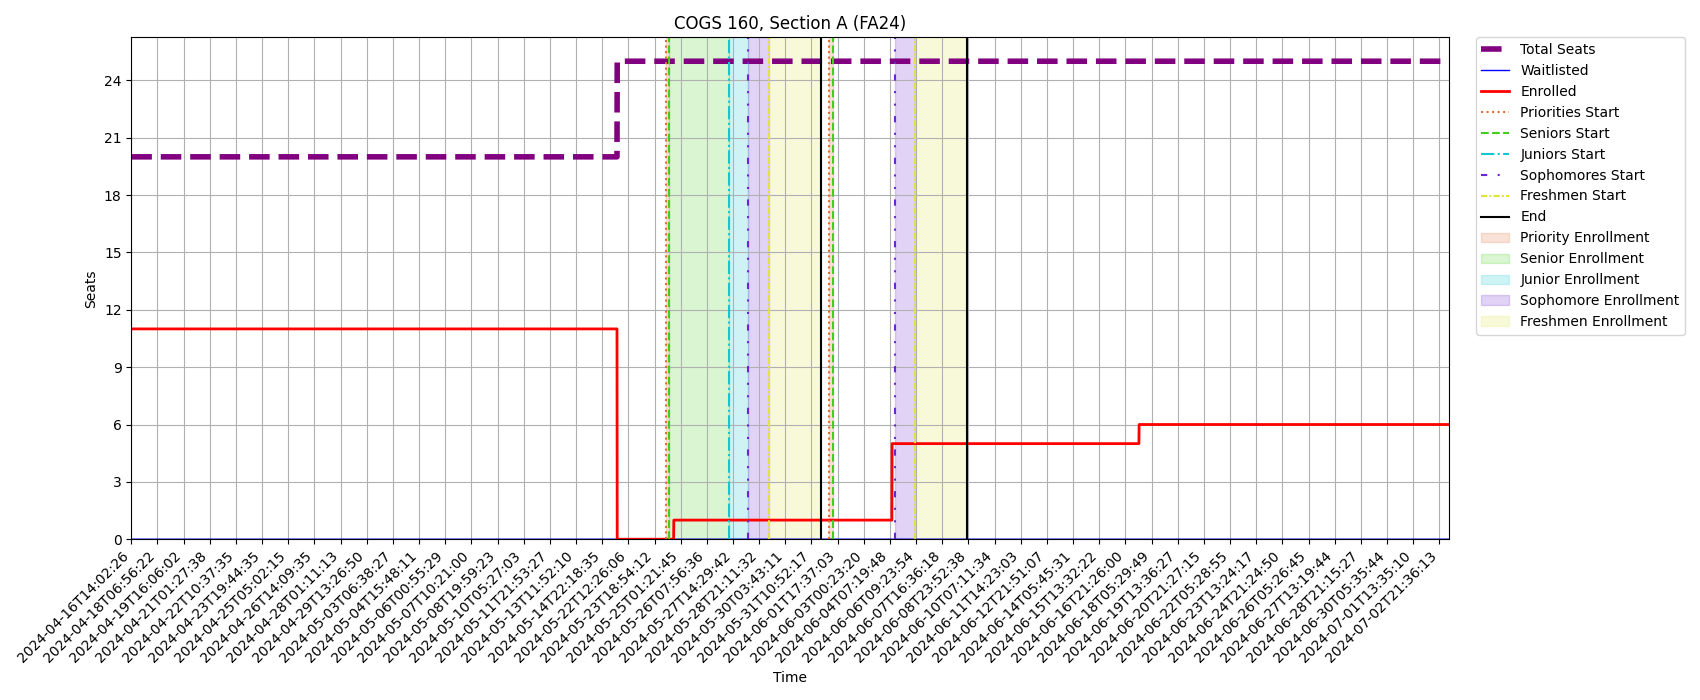 COGS 160, Section A (FA24)
Total Seats
Waitlisted
Enrolled
Priorities Start
Seniors Start
Juniors Start
Sophomores Start
Freshmen Start
End
Priority Enrollment
Senior Enrollment
Junior Enrollment
Sophomore Enrollment
Freshmen Enrollment
Seats
24
21
18
15
12
9
6
3
0
2024-04-16T14:02:26
2024-04-18T06:56:22
2024-04-19T16:06:02
2024-04-21T01:27:38
2024-04-22T10:37:35
2024-04-23T19:44:35
2024-04-25T05:02:15
2024-04-26T14:09:35
2024-04-28T01:11:13
2024-04-29T13:26:50
2024-05-03T06:38:27
2024-05-04T15:48:11
2024-05-06T00:55:29
2024-05-07T10:21:00
2024-05-08T19:59:23
2024-05-10T05:27:03
2024-05-11T21:53:27
2024-05-13T11:52:10
2024-05-14T22:18:35
2024-05-22T12:26:06
2024-05-23T18:54:12
2024-05-25T01:21:45
2024-05-26T07:56:36
2024-05-27T14:29:42
2024-05-28T21:11:32
2024-05-30T03:43:11
2024-05-31T10:52:17
2024-06-01T17:37:03
2024-06-03T00:23:20
2024-06-04T07:19:48
2024-06-06T09:23:54
2024-06-07T16:36:18
2024-06-08T23:52:38
2024-06-10T07:11:34
2024-06-11T14:23:03
2024-06-12T21:51:07
2024-06-14T05:45:31
2024-06-15T13:32:22
2024-06-16T21:26:00
2024-06-18T05:29:49
2024-06-19T13:36:27
2024-06-20T21:27:15
2024-06-22T05:28:55
2024-06-23T13:24:17
2024-06-24T21:24:50
2024-06-26T05:26:45
2024-06-27T13:19:44
2024-06-28T21:15:27
2024-06-30T05:35:44
2024-07-01T13:35:10
2024-07-02T21:36:13
Time